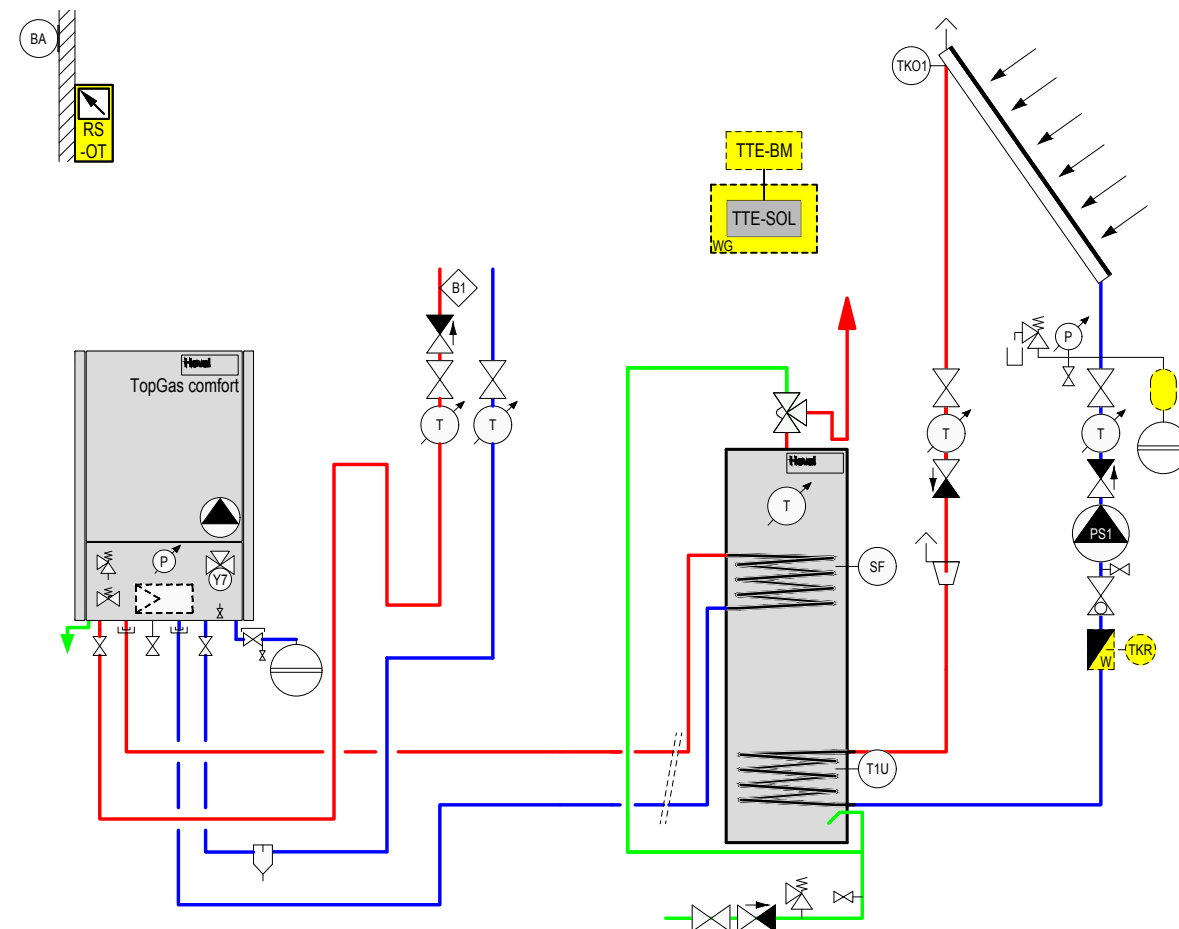 BA
RS
-OT
TKO1
TTE-BM
TTE-SOL
WG
B1
P
Hoval
TopGas comfort
T
T
T
T
Hoval
T
PS1
P
Y7
SF
W
TKR
T1U